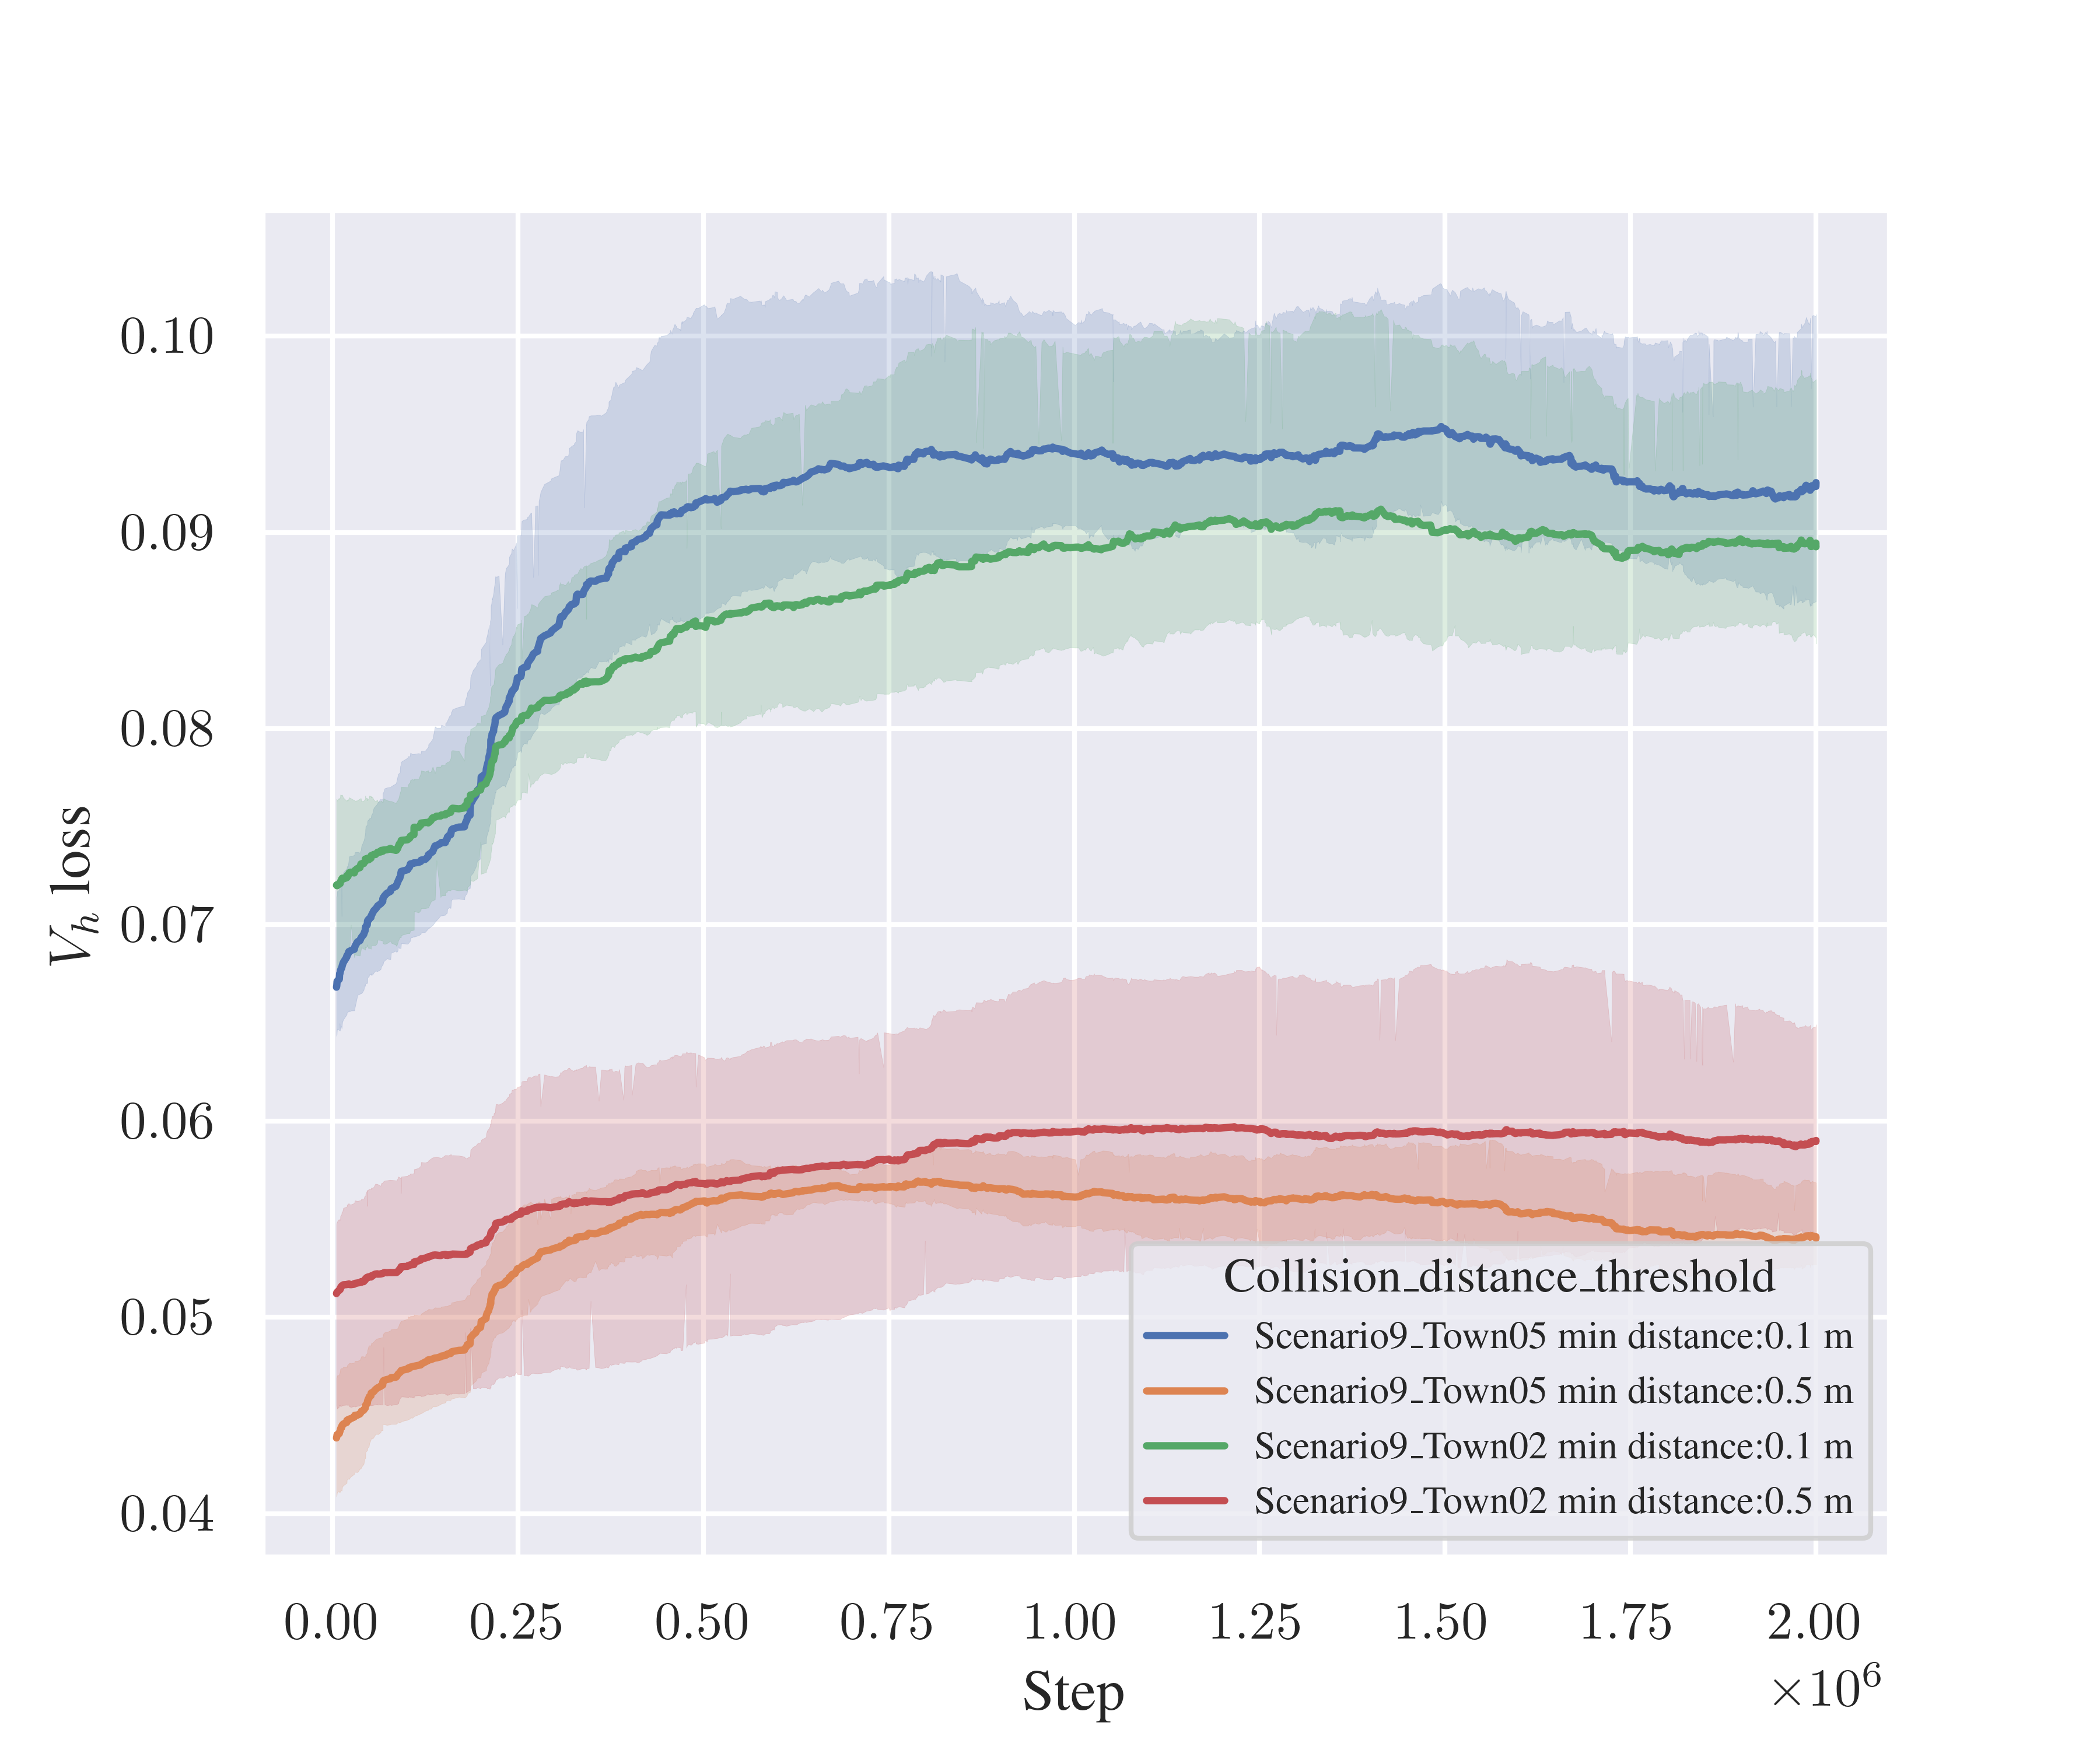 0.10
0.09
0.08
0.07
0.06
0.05
0.04
V_h loss
Collision_distance_threshold
Scenario9_Town05 min distance:0.1 m
Scenario9_Town05 min distance:0.5 m
Scenario9_Town02 min distance:0.1 m
Scenario9_Town02 min distance:0.5 m
0.00 0.25 0.50 0.75 1.00 1.25 1.50 1.75 2.00
Step
×10⁶